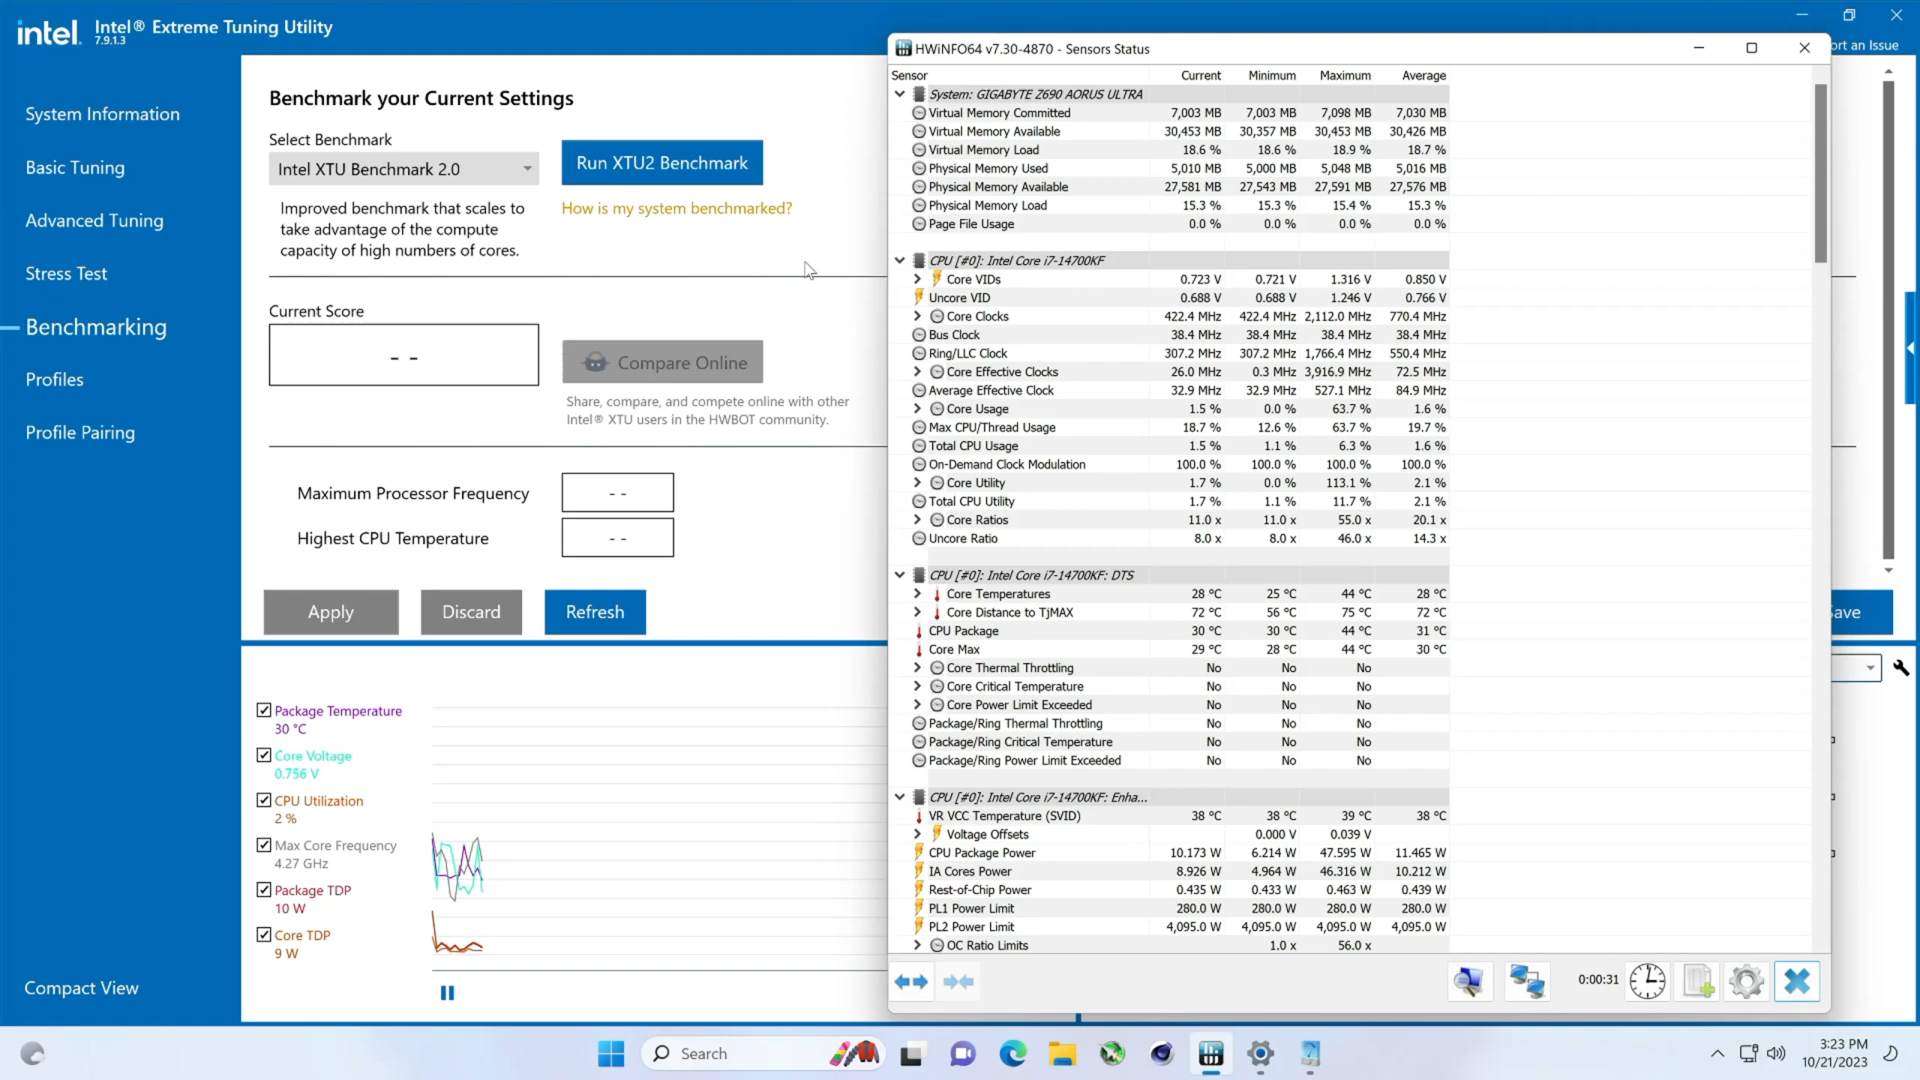 intel.
Intel® Extreme Tuning Utility
7.9.1.3
ort an Issue
System Information
Basic Tuning
Advanced Tuning
Stress Test
Benchmarking
Profiles
Profile Pairing
Compact View
Benchmark your Current Settings
Select Benchmark
Intel XTU Benchmark 2.0
Run XTU2 Benchmark
Improved benchmark that scales to
take advantage of the compute
capacity of high numbers of cores.
How is my system benchmarked?
Current Score
- -
Compare Online
Share, compare, and compete online with other
Intel® XTU users in the HWBOT community.
Maximum Processor Frequency - -
Highest CPU Temperature - -
Apply Discard Refresh
ave
Package Temperature
30 °C
Core Voltage
0.756 V
CPU Utilization
2 %
Max Core Frequency
4.27 GHz
Package TDP
10 W
Core TDP
9 W
HWiNFO64 v7.30-4870 - Sensors Status
Sensor Current Minimum Maximum Average
System: GIGABYTE Z690 AORUS ULTRA
Virtual Memory Committed 7,003 MB 7,003 MB 7,098 MB 7,030 MB
Virtual Memory Available 30,453 MB 30,357 MB 30,453 MB 30,426 MB
Virtual Memory Load 18.6 % 18.6 % 18.9 % 18.7 %
Physical Memory Used 5,010 MB 5,000 MB 5,048 MB 5,016 MB
Physical Memory Available 27,581 MB 27,543 MB 27,591 MB 27,576 MB
Physical Memory Load 15.3 % 15.3 % 15.4 % 15.3 %
Page File Usage 0.0 % 0.0 % 0.0 % 0.0 %
CPU [#0]: Intel Core i7-14700KF
Core VIDs 0.723 V 0.721 V 1.316 V 0.850 V
Uncore VID 0.688 V 0.688 V 1.246 V 0.766 V
Core Clocks 422.4 MHz 422.4 MHz 2,112.0 MHz 770.4 MHz
Bus Clock 38.4 MHz 38.4 MHz 38.4 MHz 38.4 MHz
Ring/LLC Clock 307.2 MHz 307.2 MHz 1,766.4 MHz 550.4 MHz
Core Effective Clocks 26.0 MHz 0.3 MHz 3,916.9 MHz 72.5 MHz
Average Effective Clock 32.9 MHz 32.9 MHz 527.1 MHz 84.9 MHz
Core Usage 1.5 % 0.0 % 63.7 % 1.6 %
Max CPU/Thread Usage 18.7 % 12.6 % 63.7 % 19.7 %
Total CPU Usage 1.5 % 1.1 % 6.3 % 1.6 %
On-Demand Clock Modulation 100.0 % 100.0 % 100.0 % 100.0 %
Core Utility 1.7 % 0.0 % 113.1 % 2.1 %
Total CPU Utility 1.7 % 1.1 % 11.7 % 2.1 %
Core Ratios 11.0 x 11.0 x 55.0 x 20.1 x
Uncore Ratio 8.0 x 8.0 x 46.0 x 14.3 x
CPU [#0]: Intel Core i7-14700KF: DTS
Core Temperatures 28 °C 25 °C 44 °C 28 °C
Core Distance to TjMAX 72 °C 56 °C 75 °C 72 °C
CPU Package 30 °C 30 °C 44 °C 31 °C
Core Max 29 °C 28 °C 44 °C 30 °C
Core Thermal Throttling No No No
Core Critical Temperature No No No
Core Power Limit Exceeded No No No
Package/Ring Thermal Throttling No No No
Package/Ring Critical Temperature No No No
Package/Ring Power Limit Exceeded No No No
CPU [#0]: Intel Core i7-14700KF: Enha...
VR VCC Temperature (SVID) 38 °C 38 °C 39 °C 38 °C
Voltage Offsets 0.000 V 0.039 V
CPU Package Power 10.173 W 6.214 W 47.595 W 11.465 W
IA Cores Power 8.926 W 4.964 W 46.316 W 10.212 W
Rest-of-Chip Power 0.435 W 0.433 W 0.463 W 0.439 W
PL1 Power Limit 280.0 W 280.0 W 280.0 W 280.0 W
PL2 Power Limit 4,095.0 W 4,095.0 W 4,095.0 W 4,095.0 W
OC Ratio Limits 1.0 x 56.0 x
0:00:31
Search
3:23 PM
10/21/2023